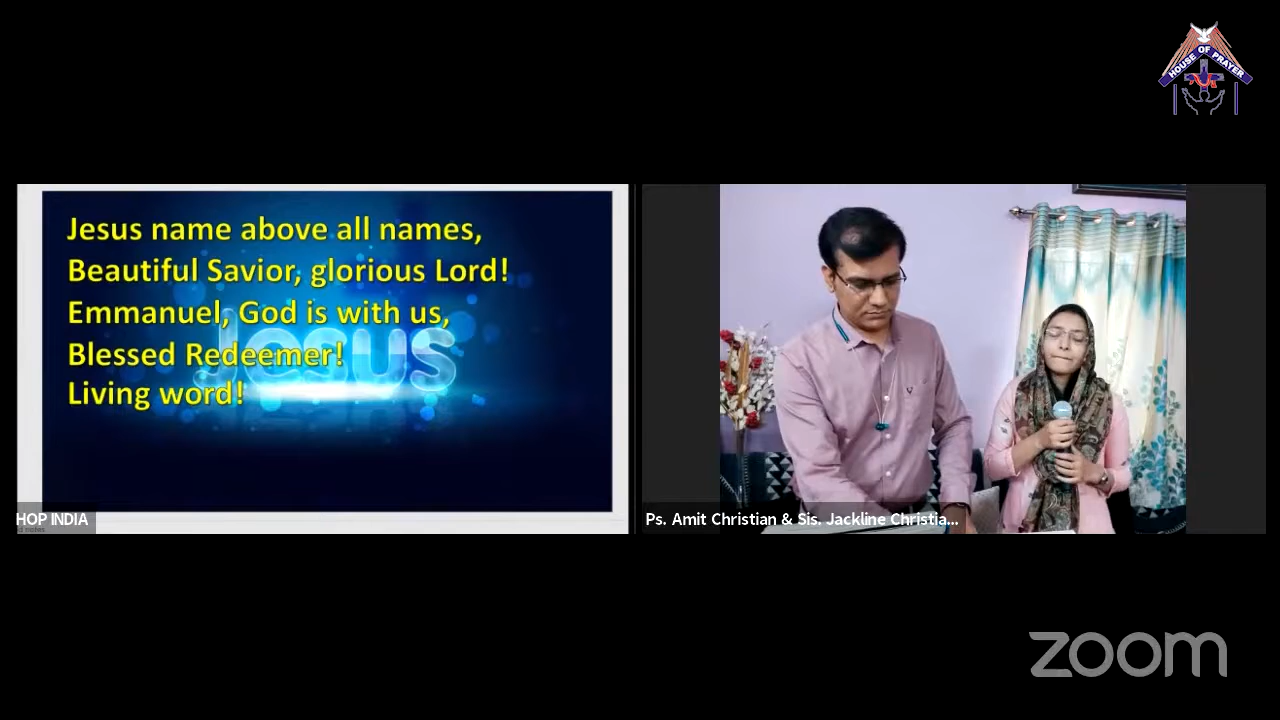 HOUSE OF PRAYER
Jesus name above all names,
Beautiful Savior, glorious Lord!
Emmanuel, God is with us,
Blessed Redeemer!
Living word!
Jesus
HOP INDIA
Ps. Amit Christian & Sis. Jackline Christia...
zoom